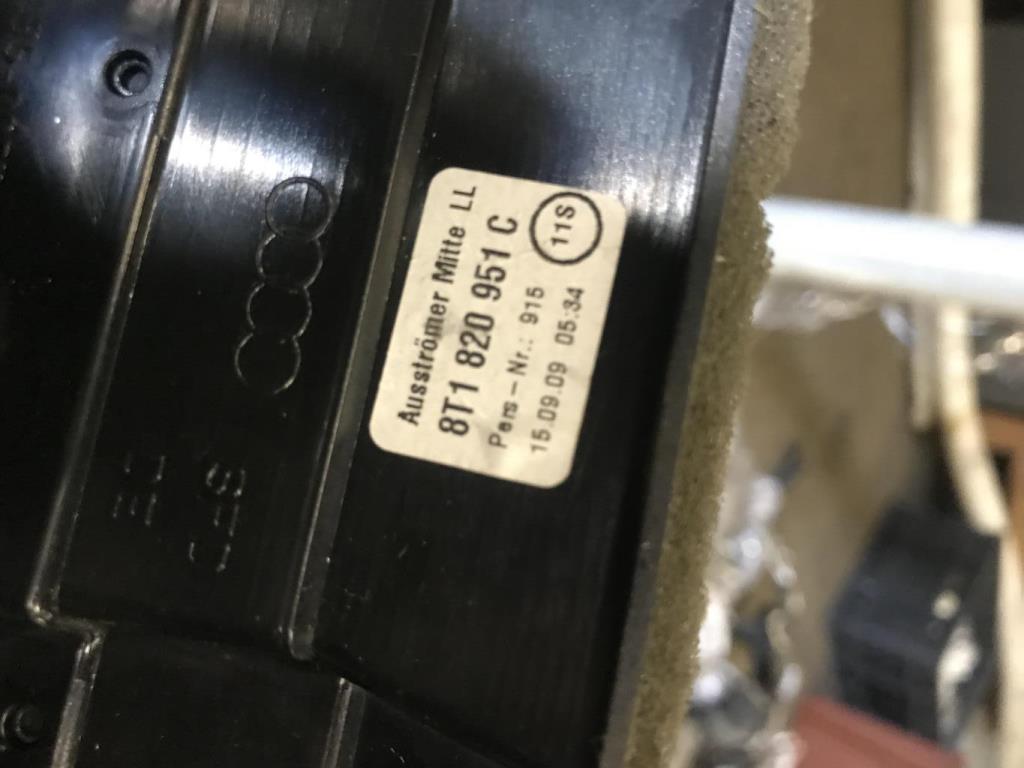 Ausströmer Mitte LL
8T1 820 951 C
Pers-Nr.: 915
15.09.09 05:34
11S